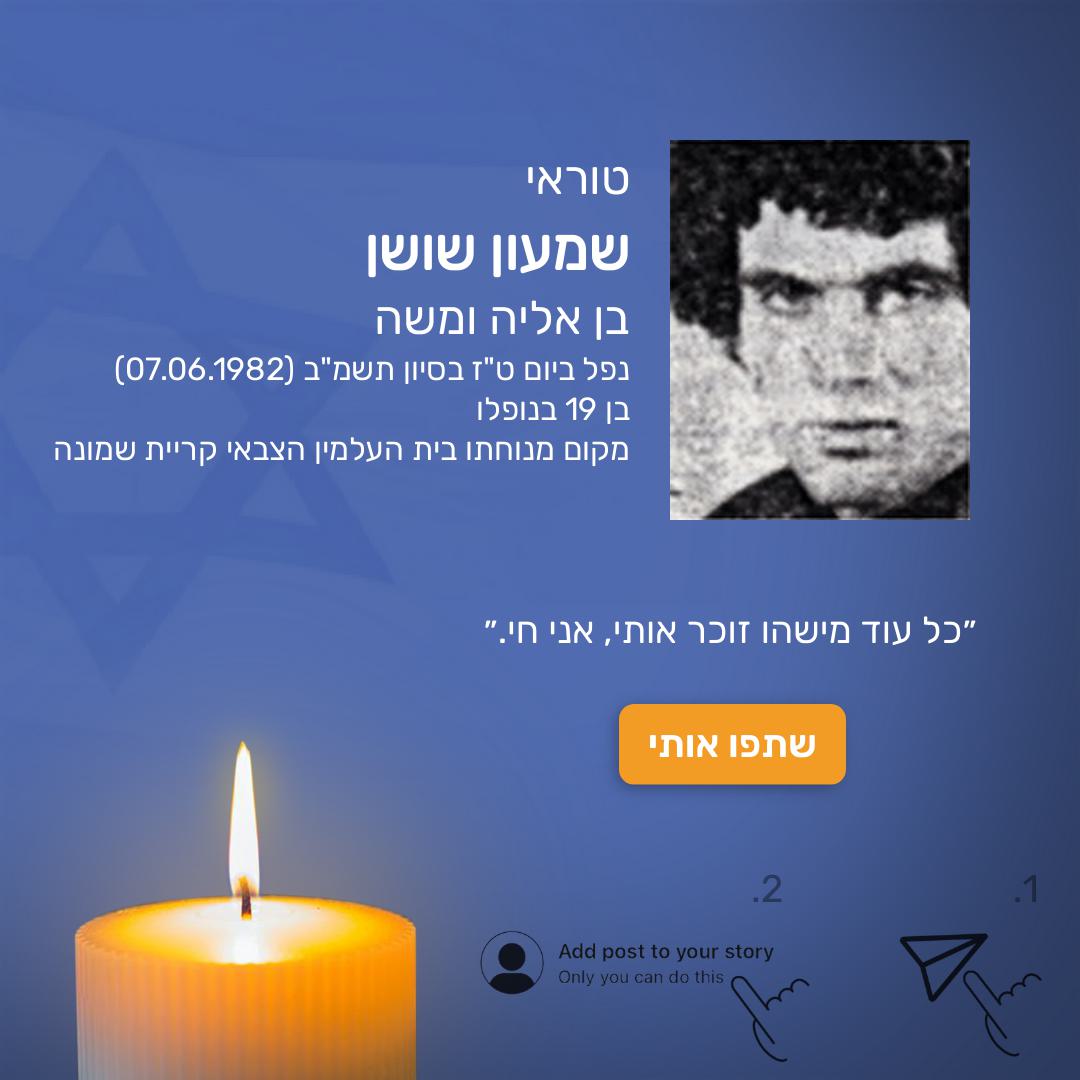 טוראי
שמעון שושן
בן אליה ומשה
נפל ביום ט"ז בסיון תשמ"ב (07.06.1982)
בן 19 בנופלו
מקום מנוחתו בית העלמין הצבאי קריית שמונה
״כל עוד מישהו זוכר אותי, אני חי.״
שתפו אותי
1.
2.
Add post to your story
Only you can do this